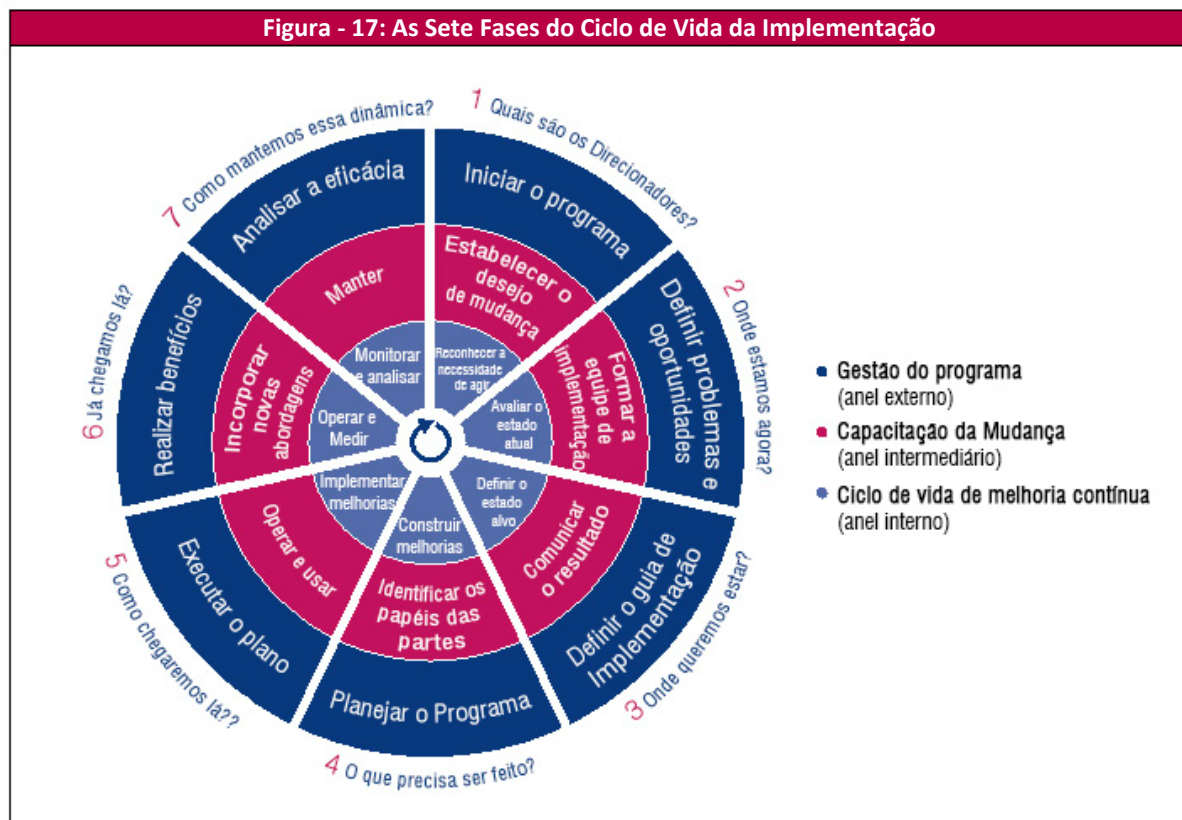 Figura - 17: As Sete Fases do Ciclo de Vida da Implementação
1 Quais são os Direcionadores?
Iniciar o programa
Estabelecer o
desejo
de mudança
Reconhecer a
necessidade
de agir
2 Onde estamos agora?
Definir problemas e
oportunidades
Formar a
equipe de
implementação
Avaliar o
estado
atual
3 Onde queremos estar?
Definir o guia de
Implementação
Comunicar
o resultado
Definir o
estado
alvo
4 O que precisa ser feito?
Planejar o Programa
Identificar os
papéis das
partes
Construir
melhorias
5 Como chegaremos lá??
Executar o plano
Operar e usar
Implementar
melhorias
6 Já chegamos lá?
Realizar benefícios
Incorporar
novas
abordagens
Operar e
Medir
7 Como mantemos essa dinâmica?
Analisar a eficácia
Manter
Monitorar
e analisar
Gestão do programa
(anel externo)
Capacitação da Mudança
(anel intermediário)
Ciclo de vida de melhoria contínua
(anel interno)